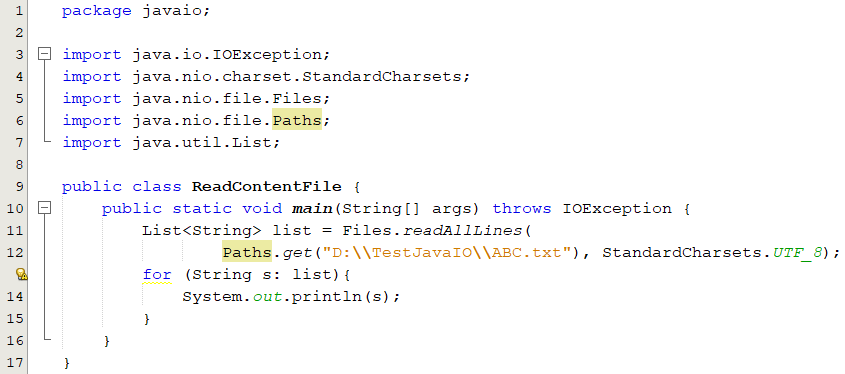 1 package javaio;
2
3 import java.io.IOException;
4 import java.nio.charset.StandardCharsets;
5 import java.nio.file.Files;
6 import java.nio.file.Paths;
7 import java.util.List;
8
9 public class ReadContentFile {
10 public static void main(String[] args) throws IOException {
11 List<String> list = Files.readAllLines(
12 Paths.get("D:\\TestJavaIO\\ABC.txt"), StandardCharsets.UTF_8);
for (String s: list){
14 System.out.println(s);
15 }
16 }
17 }